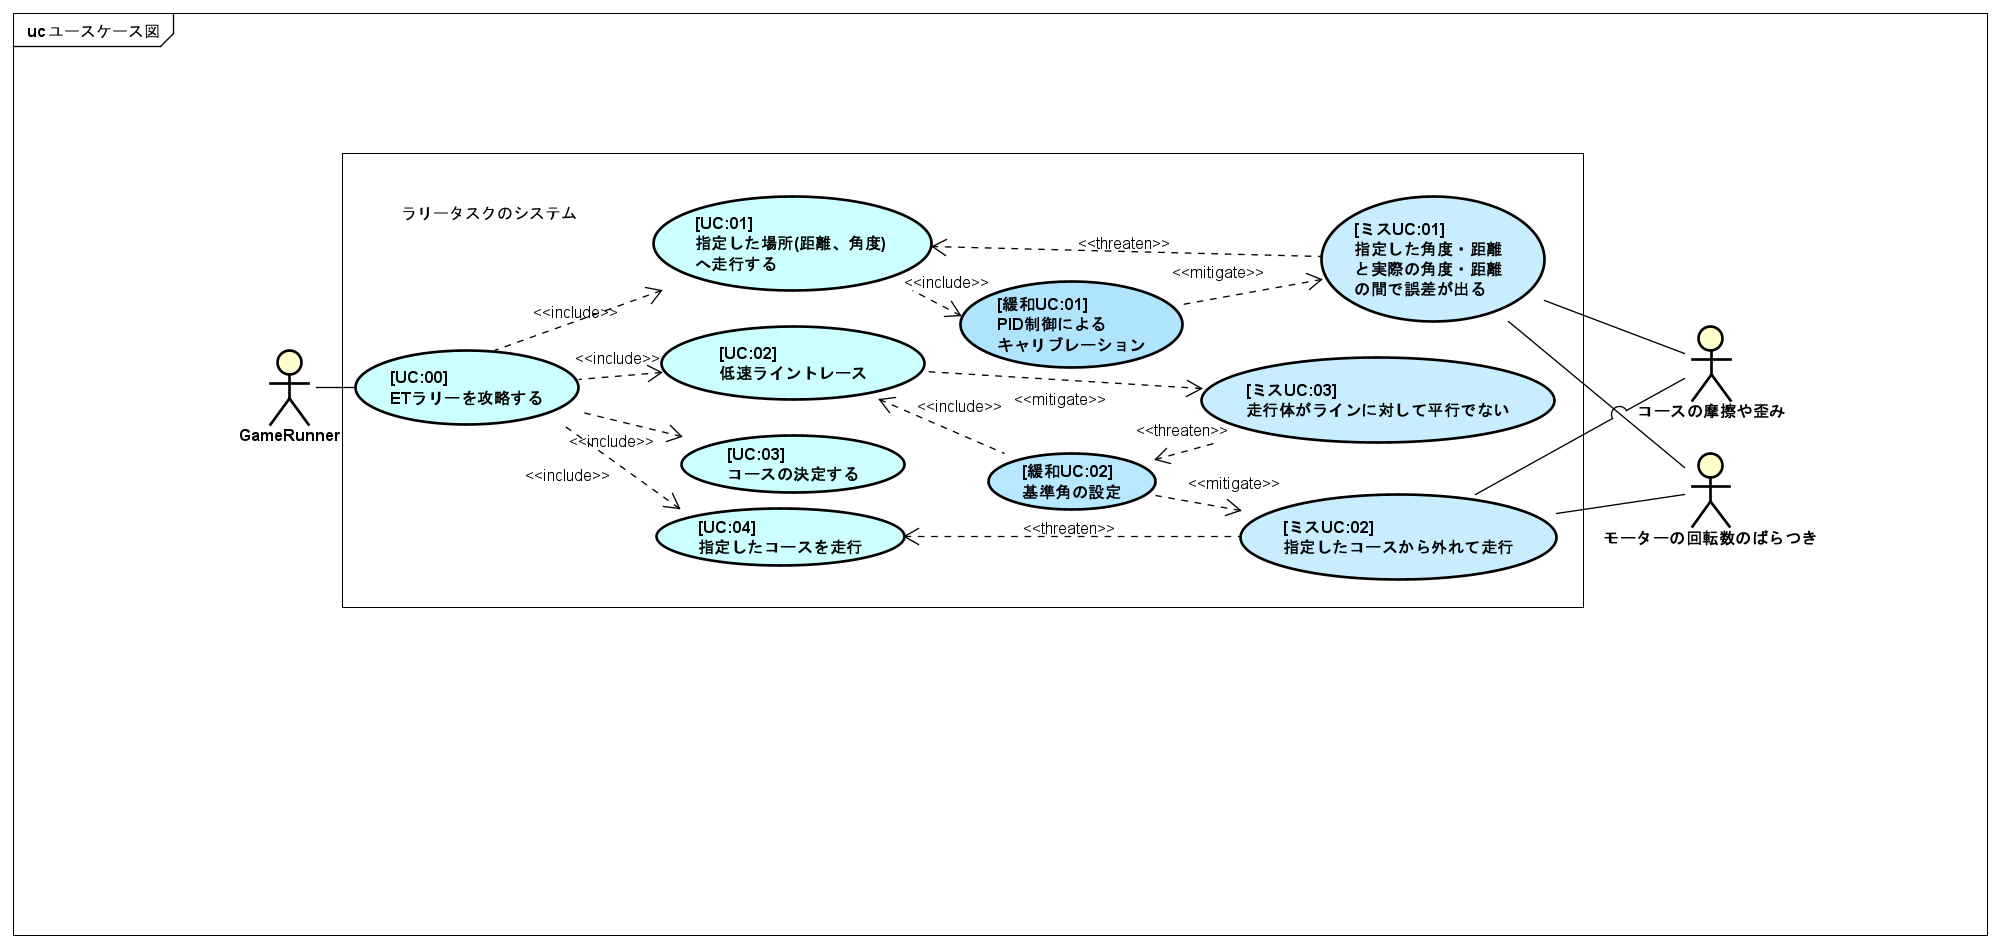 uc ユースケース図
ラリータスクのシステム
[UC:01]
指定した場所(距離、角度)
へ走行する
[ミスUC:01]
指定した角度・距離
と実際の角度・距離
の間で誤差が出る
<<threaten>>
<<mitigate>>
<<include>>
[緩和UC:01]
PID制御による
キャリブレーション
<<include>>
<<include>>
[UC:02]
低速ライントレース
[UC:00]
ETラリーを攻略する
GameRunner
<<mitigate>>
<<include>>
[ミスUC:03]
走行体がラインに対して平行でない
コースの摩擦や歪み
<<threaten>>
<<include>>
[UC:03]
コースの決定する
<<include>>
[緩和UC:02]
基準角の設定
<<mitigate>>
[UC:04]
指定したコースを走行
<<threaten>>
[ミスUC:02]
指定したコースから外れて走行
モーターの回転数のばらつき